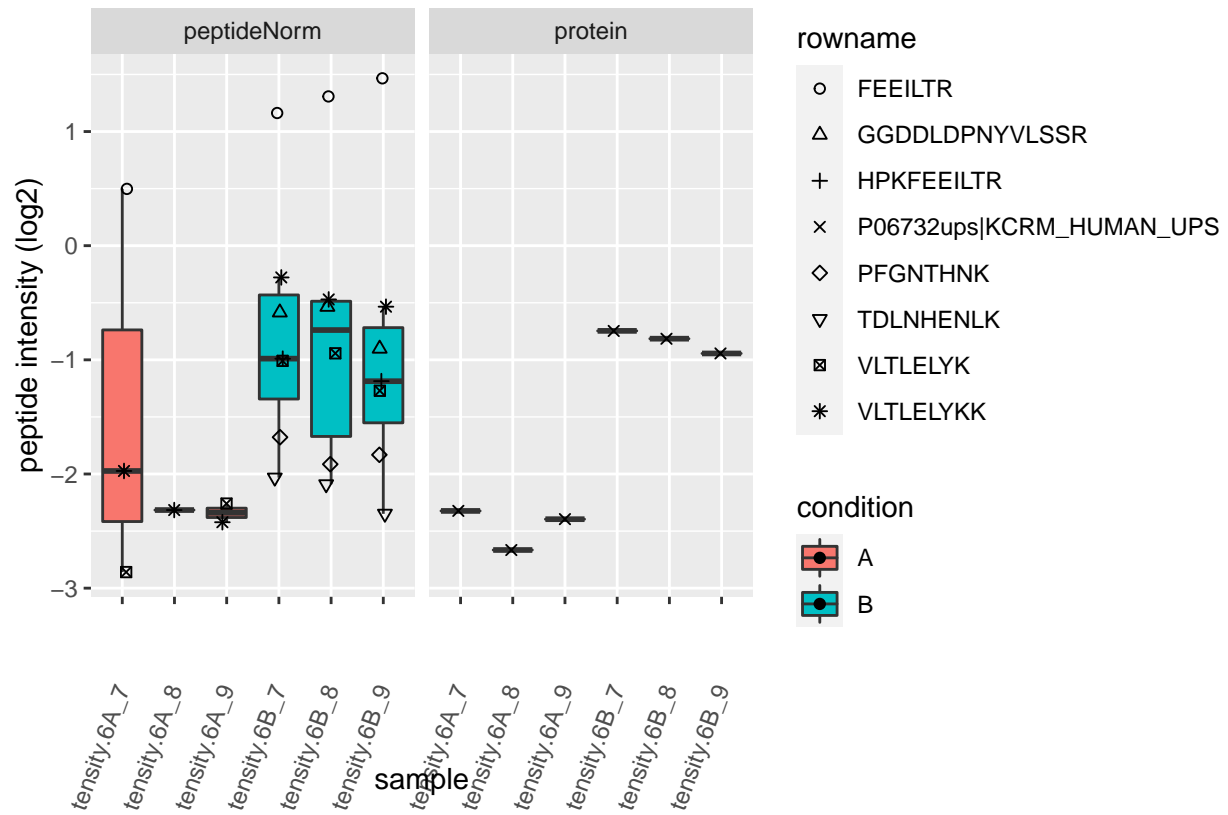 peptideNorm
protein
peptide intensity (log2)
1
0
−1
−2
−3
tensity.6A_7
tensity.6A_8
tensity.6A_9
tensity.6B_7
tensity.6B_8
tensity.6B_9
tensity.6A_7
tensity.6A_8
tensity.6A_9
tensity.6B_7
tensity.6B_8
tensity.6B_9
sample
rowname
FEEILTR
GGDDLDPNYVLSSR
HPKFEEILTR
P06732ups|KCRM_HUMAN_UPS
PFGNTHNK
TDLNHENLK
VLTLELYK
VLTLELYKK
condition
A
B